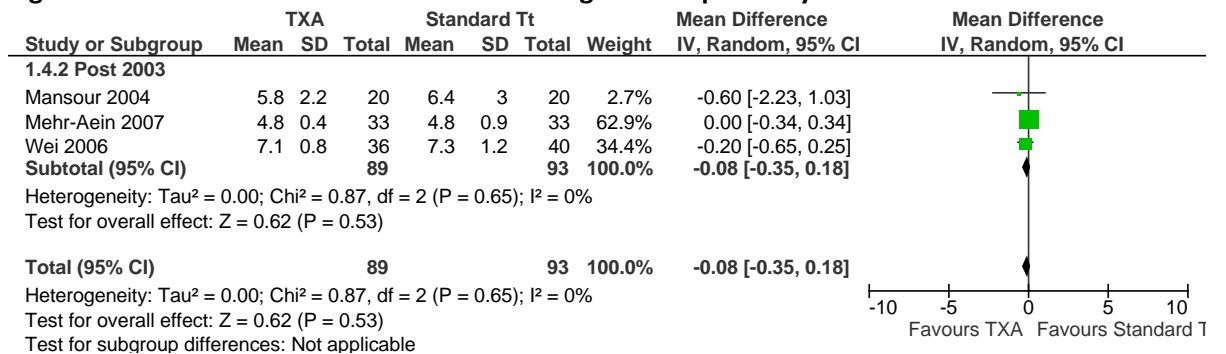 TXA Standard Tt Mean Difference Mean Difference
Study or Subgroup Mean SD Total Mean SD Total Weight IV, Random, 95% CI IV, Random, 95% CI
1.4.2 Post 2003
Mansour 2004 5.8 2.2 20 6.4 3 20 2.7% -0.60 [-2.23, 1.03]
Mehr-Aein 2007 4.8 0.4 33 4.8 0.9 33 62.9% 0.00 [-0.34, 0.34]
Wei 2006 7.1 0.8 36 7.3 1.2 40 34.4% -0.20 [-0.65, 0.25]
Subtotal (95% CI) 89 93 100.0% -0.08 [-0.35, 0.18]
Heterogeneity: Tau² = 0.00; Chi² = 0.87, df = 2 (P = 0.65); I² = 0%
Test for overall effect: Z = 0.62 (P = 0.53)
Total (95% CI) 89 93 100.0% -0.08 [-0.35, 0.18]
Heterogeneity: Tau² = 0.00; Chi² = 0.87, df = 2 (P = 0.65); I² = 0%
Test for overall effect: Z = 0.62 (P = 0.53)
Test for subgroup differences: Not applicable
-10 -5 0 5 10
Favours TXA Favours Standard T